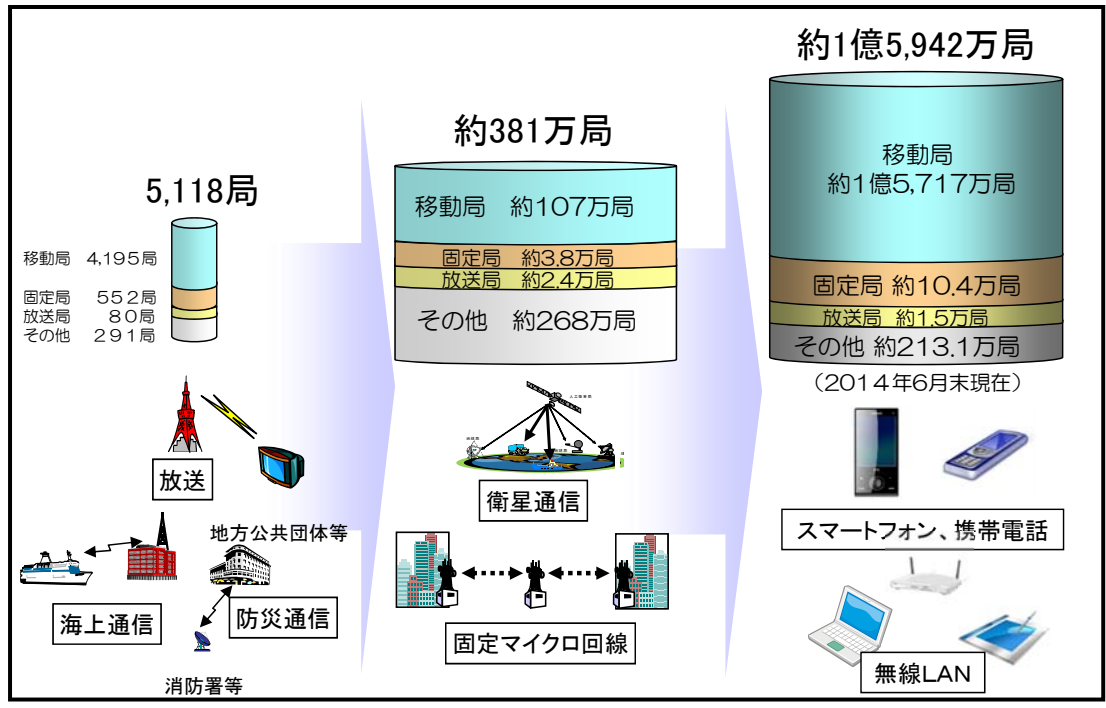 5,118局
移動局 4,195局
固定局 552局
放送局 80局
その他 291局
放送
地方公共団体等
海上通信
防災通信
消防署等
約381万局
移動局 約107万局
固定局 約3.8万局
放送局 約2.4万局
その他 約268万局
衛星通信
固定マイクロ回線
約1億5,942万局
移動局
約1億5,717万局
固定局 約10.4万局
放送局 約1.5万局
その他 約213.1万局
(2014年6月末現在)
スマートフォン、携帯電話
無線LAN